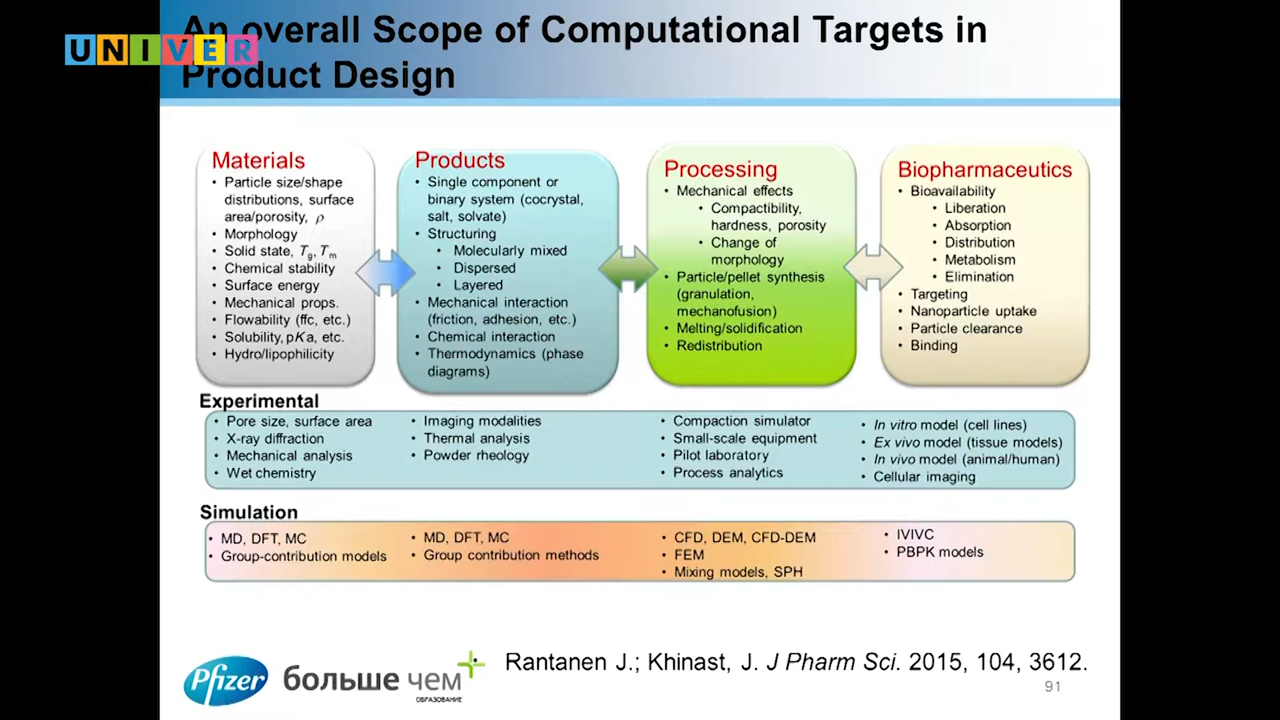 An overall Scope of Computational Targets in
UNIVER
Product Design
Materials
• Particle size/shape
distributions, surface
area/porosity, ρ
• Morphology
• Solid state, Tg, Tm
• Chemical stability
• Surface energy
• Mechanical props.
• Flowability (ffc, etc.)
• Solubility, pKa, etc.
• Hydro/lipophilicity
Products
• Single component or
binary system (cocrystal,
salt, solvate)
• Structuring
• Molecularly mixed
• Dispersed
• Layered
• Mechanical interaction
(friction, adhesion, etc.)
• Chemical interaction
• Thermodynamics (phase
diagrams)
Processing
• Mechanical effects
• Compactibility,
hardness, porosity
• Change of
morphology
• Particle/pellet synthesis
(granulation,
mechanofusion)
• Melting/solidification
• Redistribution
Biopharmaceutics
• Bioavailability
• Liberation
• Absorption
• Distribution
• Metabolism
• Elimination
• Targeting
• Nanoparticle uptake
• Particle clearance
• Binding
Experimental
• Pore size, surface area
• X-ray diffraction
• Mechanical analysis
• Wet chemistry
• Imaging modalities
• Thermal analysis
• Powder rheology
• Compaction simulator
• Small-scale equipment
• Pilot laboratory
• Process analytics
• In vitro model (cell lines)
• Ex vivo model (tissue models)
• In vivo model (animal/human)
• Cellular imaging
Simulation
• MD, DFT, MC
• Group-contribution models
• MD, DFT, MC
• Group contribution methods
• CFD, DEM, CFD-DEM
• FEM
• Mixing models, SPH
• IVIVC
• PBPK models
Pfizer
больше чем
ОБРАЗОВАНИЕ
Rantanen J.; Khinast, J. J Pharm Sci. 2015, 104, 3612.
91